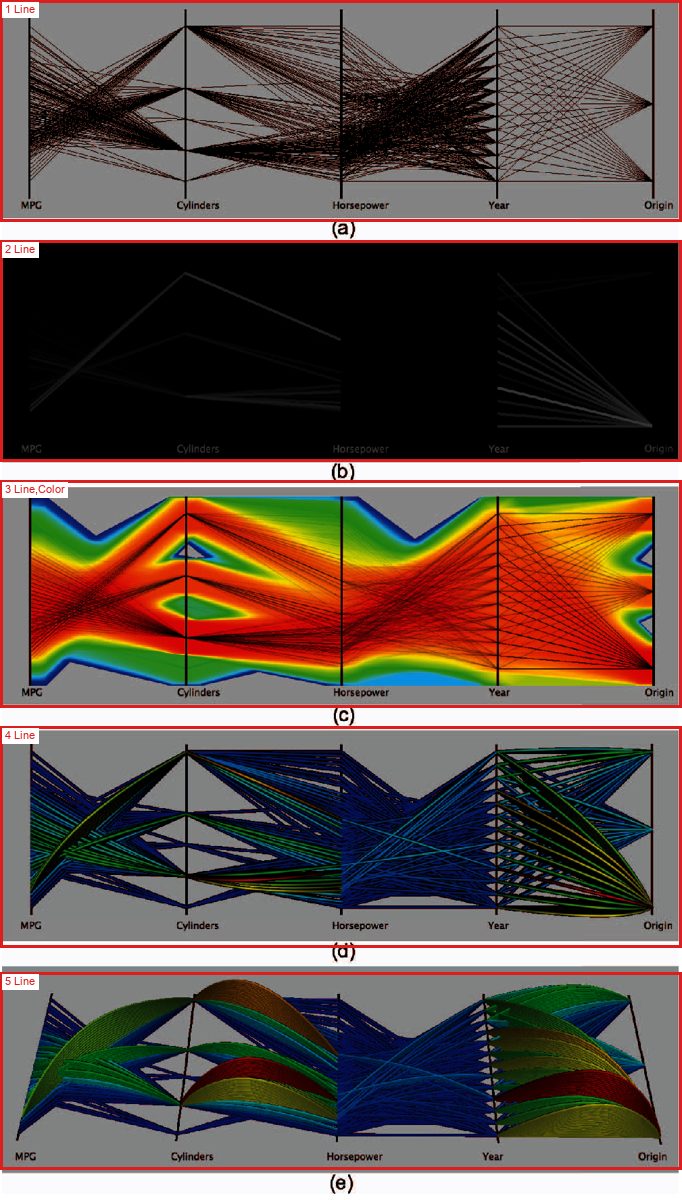 1 Line
MPG Cylinders Horsepower Year Origin
(a)
2 Line
MPG Cylinders Horsepower Year Origin
(b)
3 Line,Color
MPG Cylinders Horsepower Year Origin
(c)
4 Line
MPG Cylinders Horsepower Year Origin
(d)
5 Line
MPG Cylinders Horsepower Year Origin
(e)